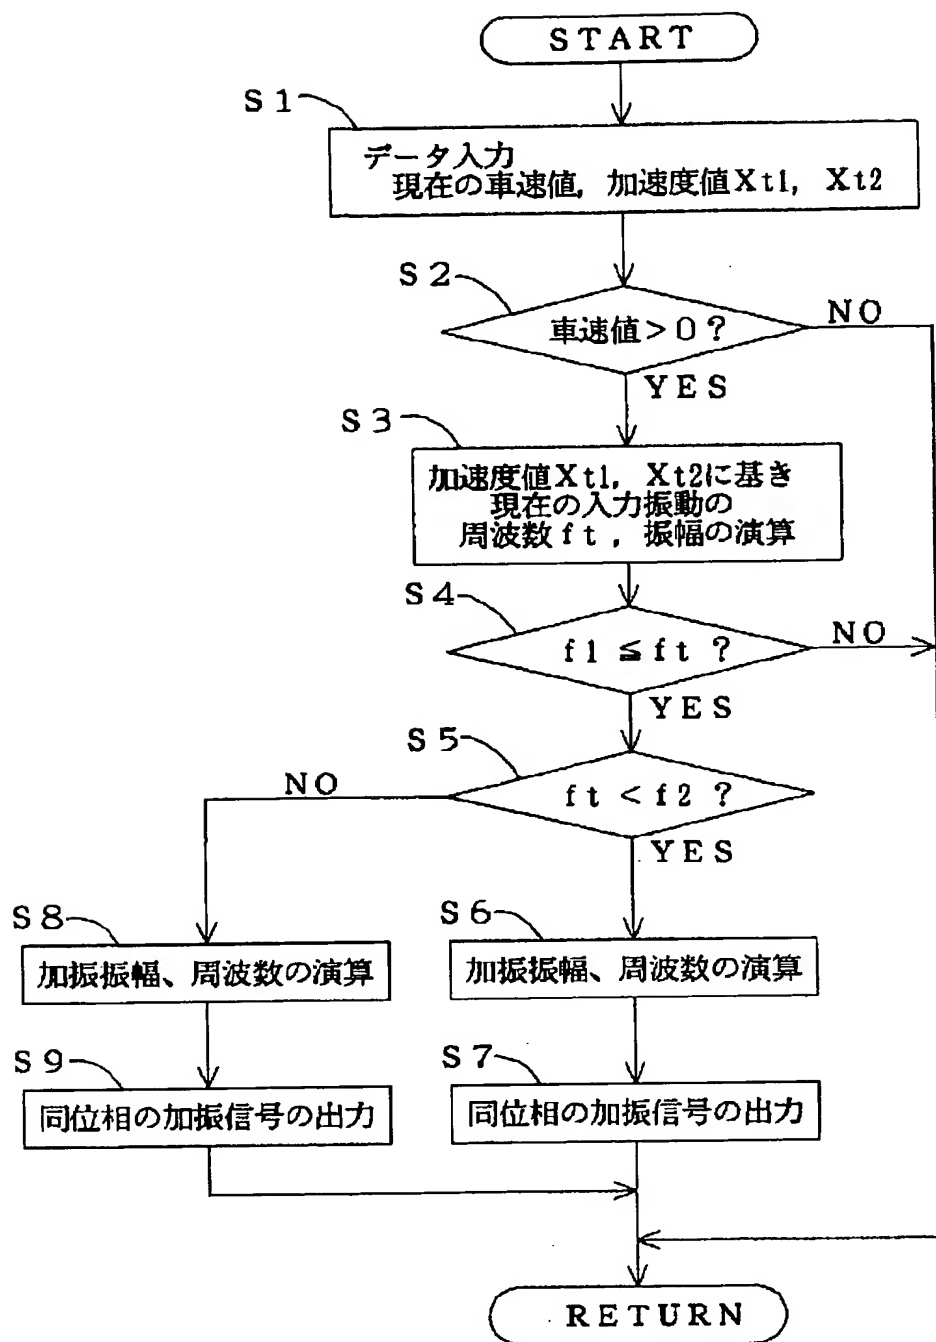 START
S1
データ入力
現在の車速値, 加速度値Xt1, Xt2
S2
車速値>0?
NO
YES
S3
加速度値Xt1, Xt2に基き
現在の入力振動の
周波数ft, 振幅の演算
S4
f1≦ft?
NO
YES
S5
ft<f2?
NO
YES
S8
加振振幅、周波数の演算
S6
加振振幅、周波数の演算
S9
同位相の加振信号の出力
S7
同位相の加振信号の出力
RETURN